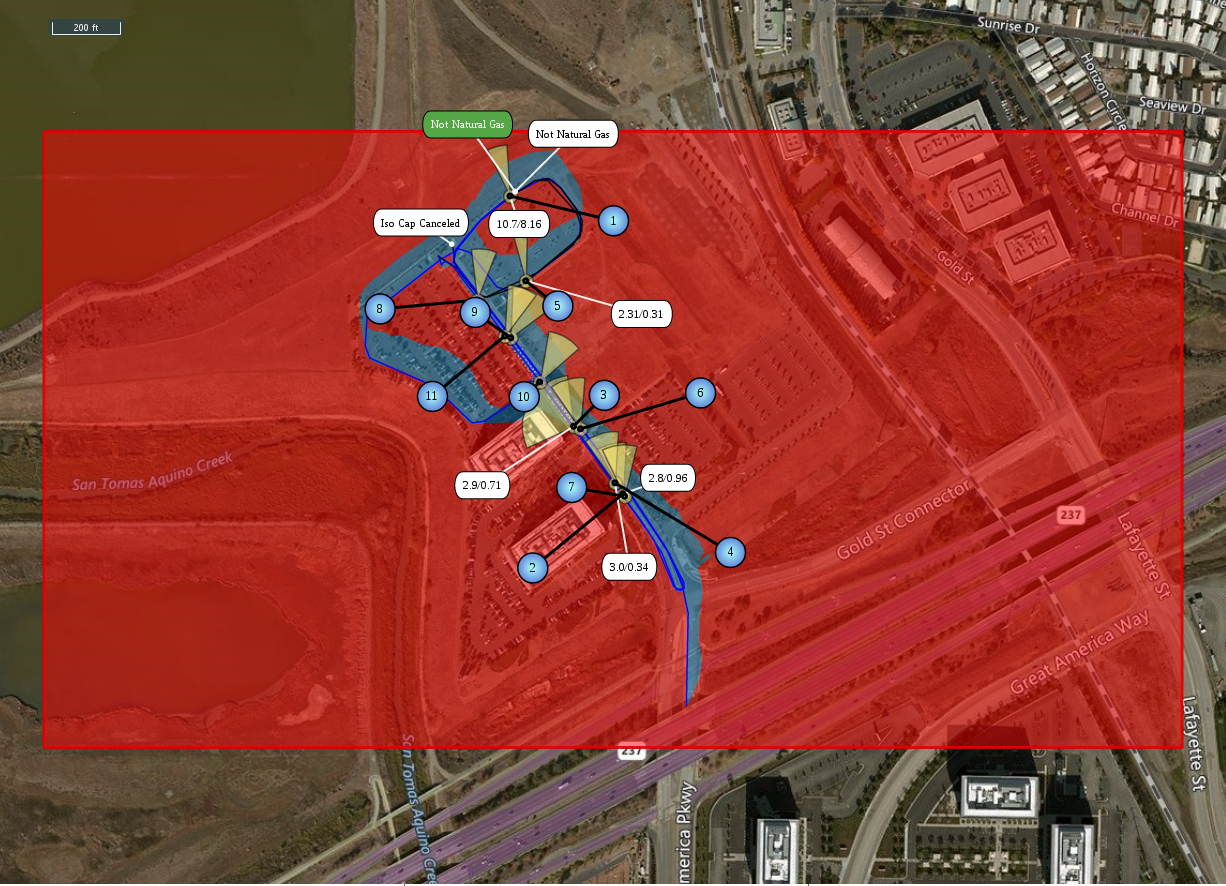 200 ft
Sunrise Dr
Horizon Circle
Seaview Dr
Not Natural Gas
Not Natural Gas
Channel Dr
Iso Cap Canceled
10.7/8.16
1
Gold St
8
9
5
2.31/0.31
11
10
3
6
San Tomas Aquino Creek
2.9/0.71
7
2.8/0.96
Gold St Connector
237
Lafayette St
2
3.0/0.34
4
Great America Way
237
Lafayette St
San Tomas Aquino Cree
merica Pkwy